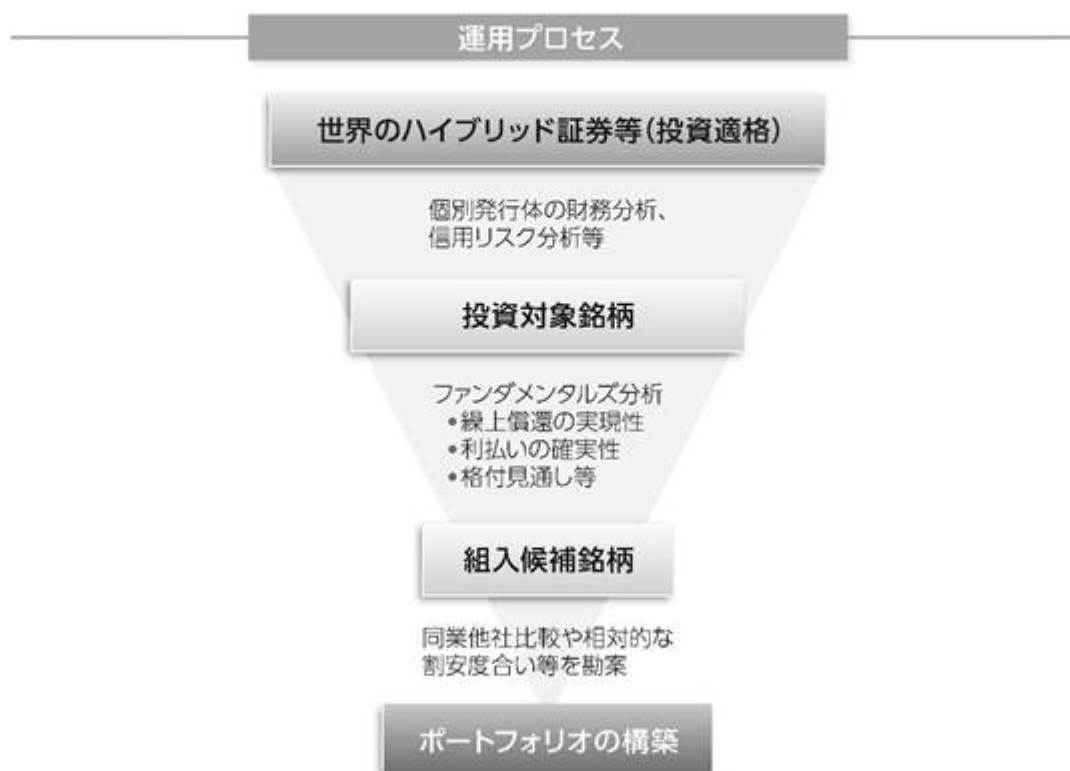 運用プロセス
世界のハイブリッド証券等(投資適格)
個別発行体の財務分析、
信用リスク分析等
投資対象銘柄
ファンダメンタルズ分析
•繰上償還の実現性
•利払いの確実性
•格付見通し等
組入候補銘柄
同業他社比較や相対的な
割安度合い等を勘案
ポートフォリオの構築